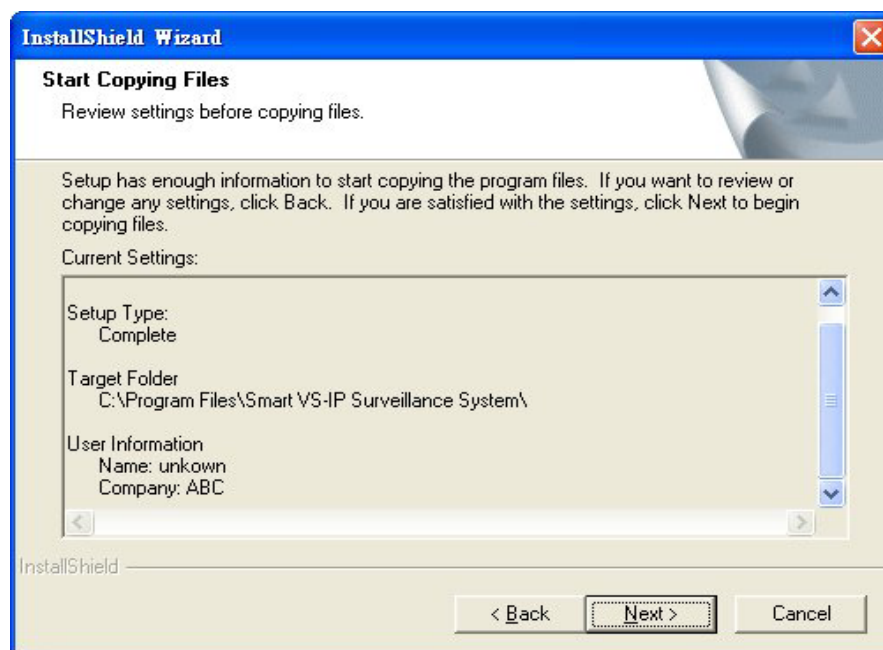 InstallShield Wizard
Start Copying Files
Review settings before copying files.
Setup has enough information to start copying the program files.  If you want to review or
change any settings, click Back.  If you are satisfied with the settings, click Next to begin
copying files.
Current Settings:
Setup Type:
Complete
Target Folder
C:\Program Files\Smart VS-IP Surveillance System\
User Information
Name: unkown
Company: ABC
InstallShield
< Back
Next >
Cancel